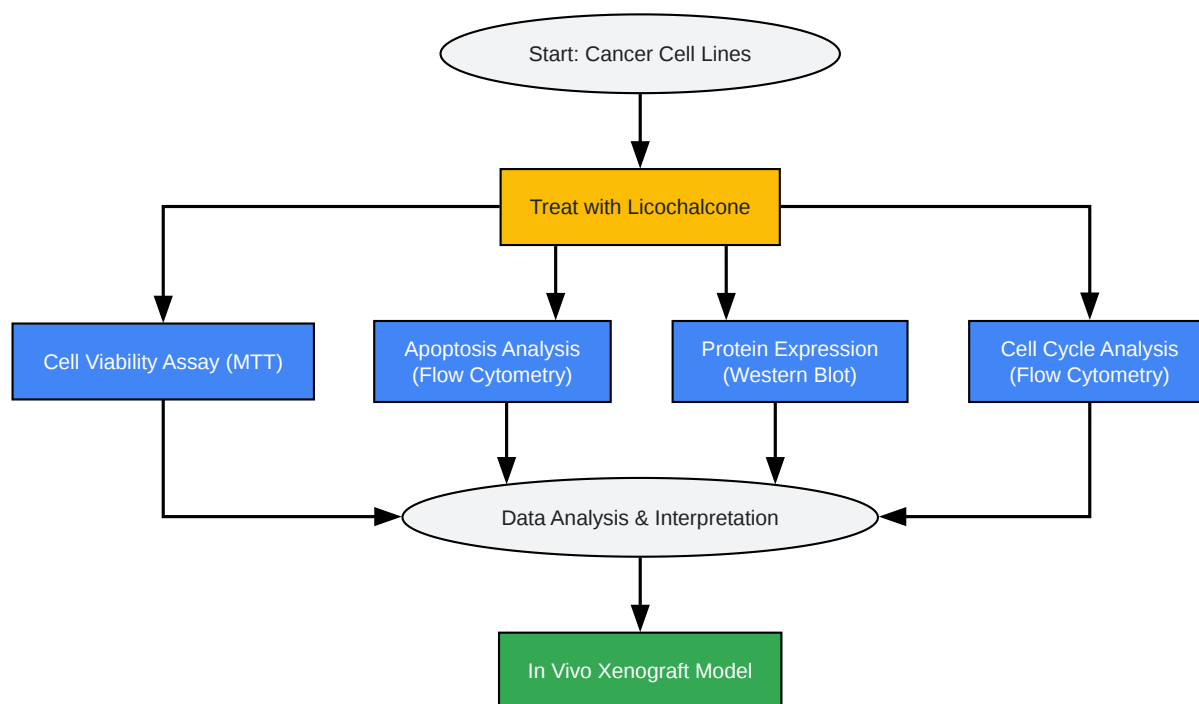 Start: Cancer Cell Lines
Treat with Licochalcone
Cell Viability Assay (MTT)
Apoptosis Analysis
(Flow Cytometry)
Protein Expression
(Western Blot)
Cell Cycle Analysis
(Flow Cytometry)
Data Analysis & Interpretation
In Vivo Xenograft Model